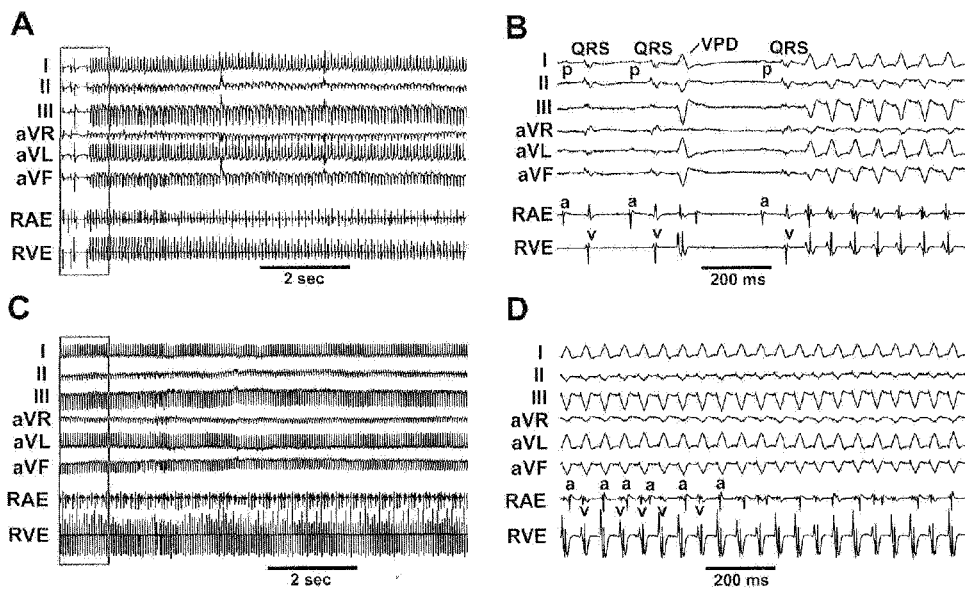 A
I
II
III
aVR
aVL
aVF
RAE
RVE
2 sec
B
QRS QRS VPD QRS
I
p p p
II
III
aVR
aVL
aVF
a a a
RAE
v v v
RVE
200 ms
C
I
II
III
aVR
aVL
aVF
RAE
RVE
2 sec
D
I
II
III
aVR
aVL
aVF
a a a a a a
RAE
v v v v v
RVE
200 ms